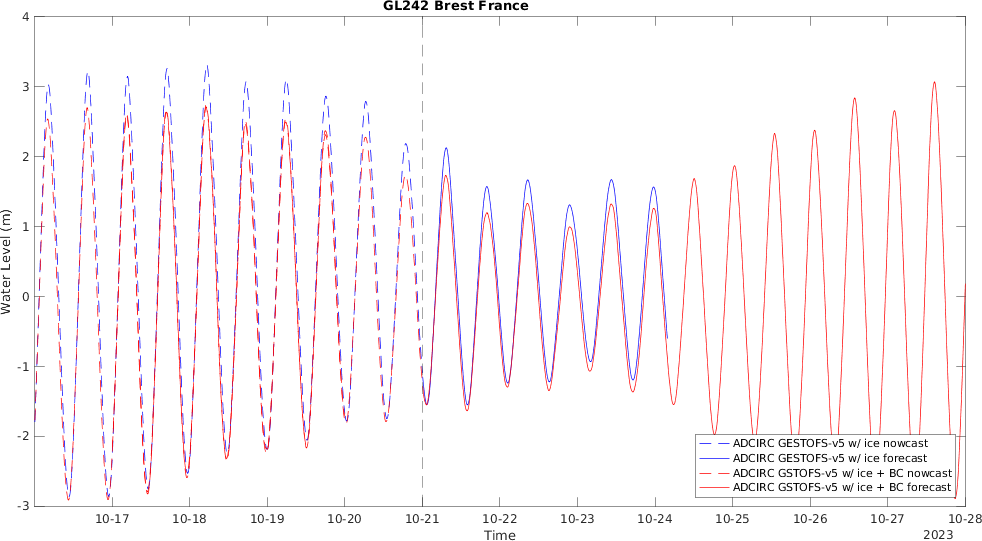 GL242 Brest France
Water Level (m)
4
3
2
1
0
-1
-2
-3
ADCIRC GESTOFS-v5 w/ ice nowcast
ADCIRC GESTOFS-v5 w/ ice forecast
ADCIRC GSTOFS-v5 w/ ice + BC nowcast
ADCIRC GSTOFS-v5 w/ ice + BC forecast
10-17 10-18 10-19 10-20 10-21 10-22 10-23 10-24 10-25 10-26 10-27 10-28
Time
2023